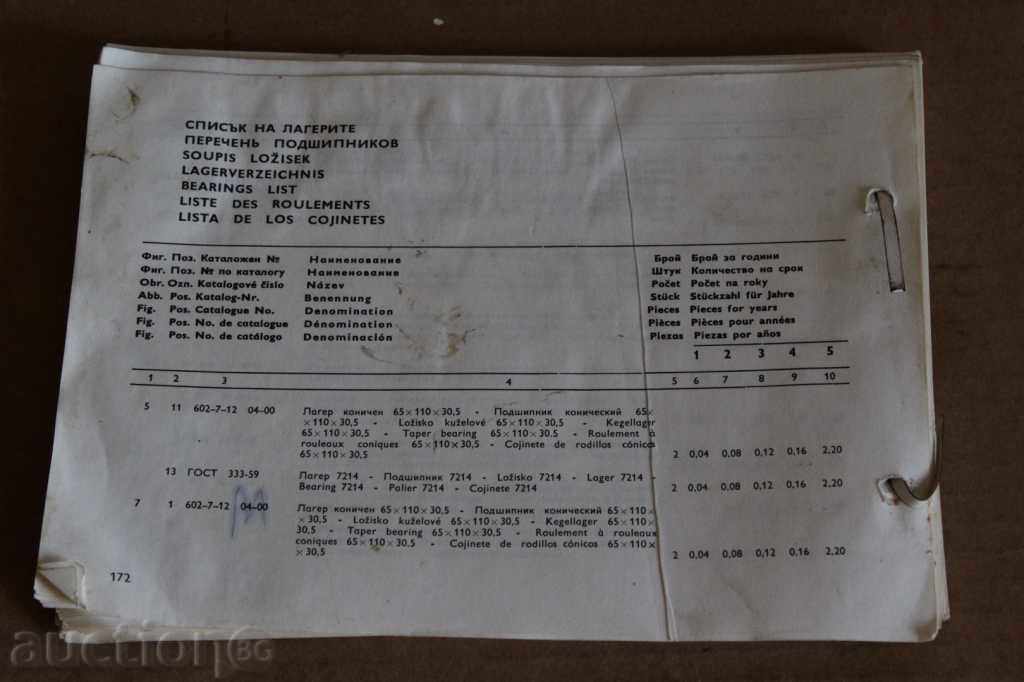 СПИСЪК НА ЛАГЕРИТЕ
ПЕРЕЧЕНЬ ПОДШИПНИКОВ
SOUPIS LOŽISEK
LAGERVERZEICHNIS
BEARINGS LIST
LISTE DES ROULEMENTS
LISTA DE LOS COJINETES
Фиг. Поз. Каталожен № Наименование Брой Брой за години
Фиг. Поз. № по каталогу Наименование Штук Количество на срок
Obr. Ozn. Katalogové číslo Název Počet Počet na roky
Abb. Pos. Katalog-Nr. Benennung Stück Stückzahl für Jahre
Fig. Pos. Catalogue No. Denomination Pieces Pieces for years
Fig. Pos. No. de catalogue Dénomination Pièces Pièces pour années
Fig. Pos. No. de catálogo Denominación Piezas Piezas por años
1 2 3 4 5
1 2 3 4 5 6 7 8 9 10
5 11 602-7-12 04-00 Лагер коничен 65×110×30,5 - Подшипник конический 65×
×110×30,5 - Ložisko kuželové 65×110×30,5 - Kegellager
65×110×30,5 - Taper bearing 65×110×30,5 - Roulement à
rouleaux coniques 65×110×30,5 - Cojinete de rodillos cónicos
65×110×30,5 2 0,04 0,08 0,12 0,16 2,20
13 ГОСТ 333-59 Лагер 7214 - Подшипник 7214 - Ložisko 7214 - Lager 7214 -
Bearing 7214 - Palier 7214 - Cojinete 7214 2 0,04 0,08 0,12 0,16 2,20
7 1 602-7-12 04-00 Лагер коничен 65×110×30,5 - Подшипник конический 65×110×
×30,5 - Ložisko kuželové 65×110×30,5 - Kegellager 65×110×
30,5 - Taper bearing 65×110×30,5 - Roulement à rouleaux
coniques 65×110×30.5 - Cojinete de rodillos cónicos 65×110×
×30,5 2 0,04 0,08 0,12 0,16 2,20
172
auction BG